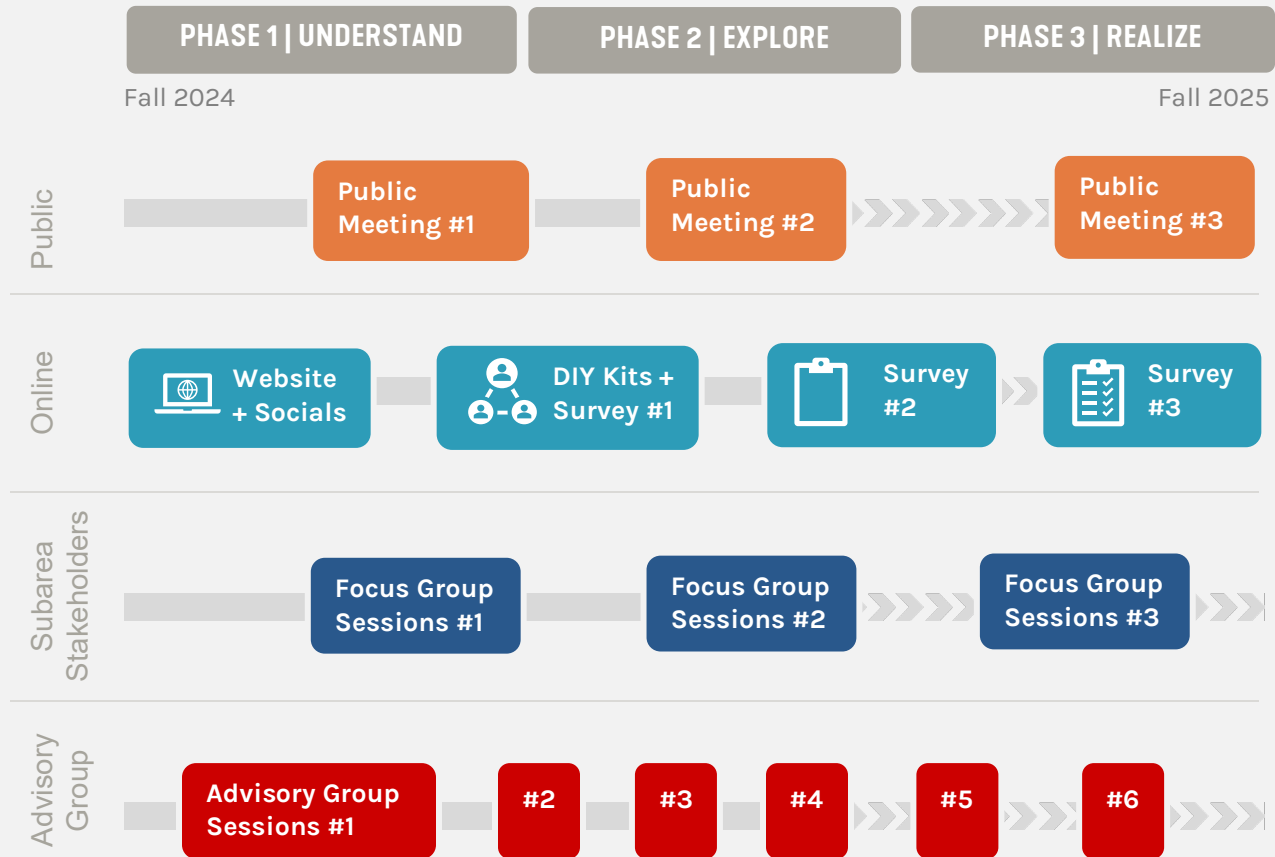 PHASE 1 | UNDERSTAND
PHASE 2 | EXPLORE
PHASE 3 | REALIZE
Fall 2024
Fall 2025
Public
Public
Meeting #1
Public
Meeting #2
Public
Meeting #3
Online
Website
+ Socials
DIY Kits +
Survey #1
Survey
#2
Survey
#3
Subarea
Stakeholders
Focus Group
Sessions #1
Focus Group
Sessions #2
Focus Group
Sessions #3
Advisory
Group
Advisory Group
Sessions #1
#2
#3
#4
#5
#6